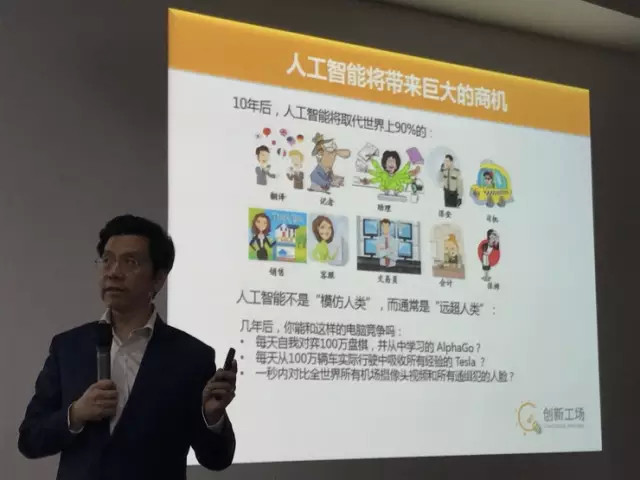 人工智能将带来巨大的商机
10年后，人工智能将取代世界上90%的：
翻译 记者 助理 保安 司机
销售 客服 交易员 会计 保姆
人工智能不是“模仿人类”，而通常是“远超人类”：
几年后，你能和这样的电脑竞争吗：
• 每天自我对弈100万盘棋，并从中学习的 AlphaGo？
• 每天从100万辆车实际行驶中吸收所有经验的 Tesla ？
• 一秒内对比全世界所有机场摄像头视频和所有通缉犯的人脸？
创新工场